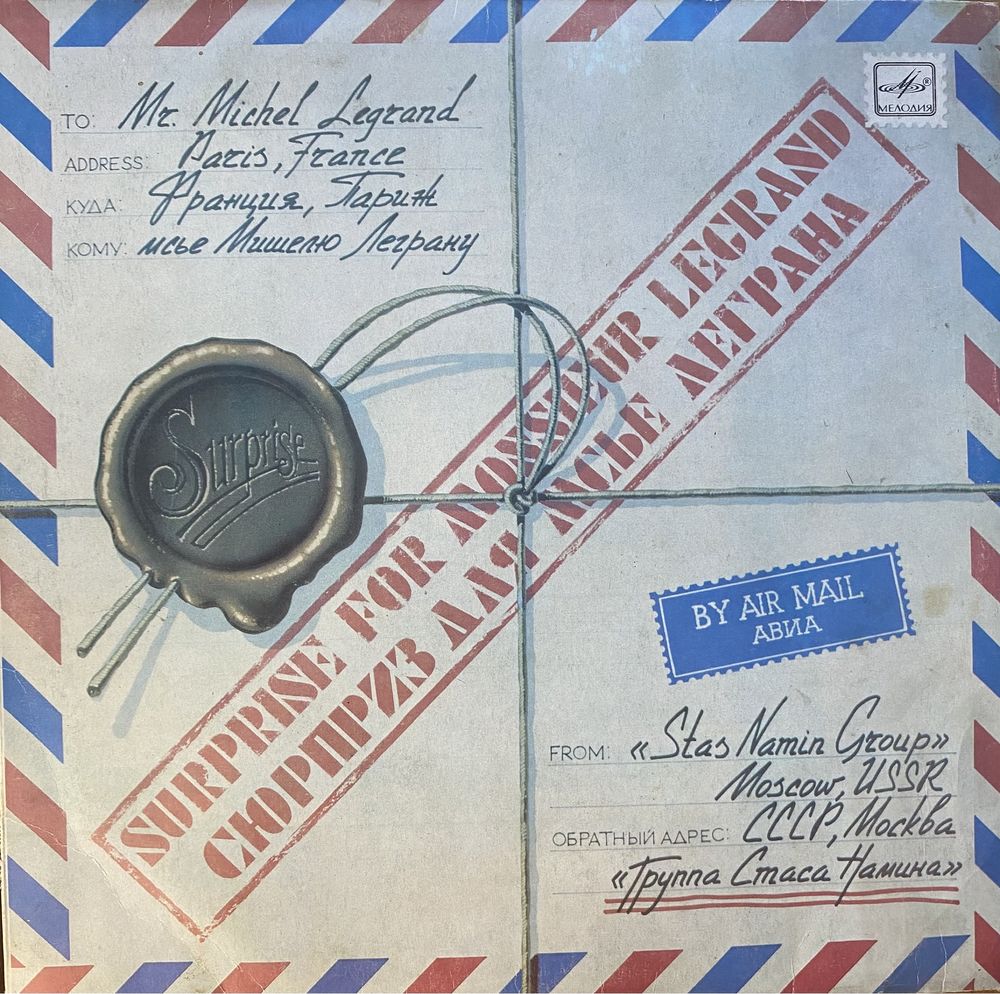 TO: Mr. Michel Legrand
ADDRESS: Paris, France
КУДА: Франция, Париж
КОМУ: мсье Мишелю Леграну
МЕЛОДИЯ
SURPRISE FOR MONSIEUR LEGRAND
СЮРПРИЗ ДЛЯ МСЬЕ ЛЕГРАНА
Surprise
BY AIR MAIL
АВИА
FROM: «Stas Namin Group»
Moscow, USSR
ОБРАТНЫЙ АДРЕС: СССР, Москва
«Группа Стаса Намина»